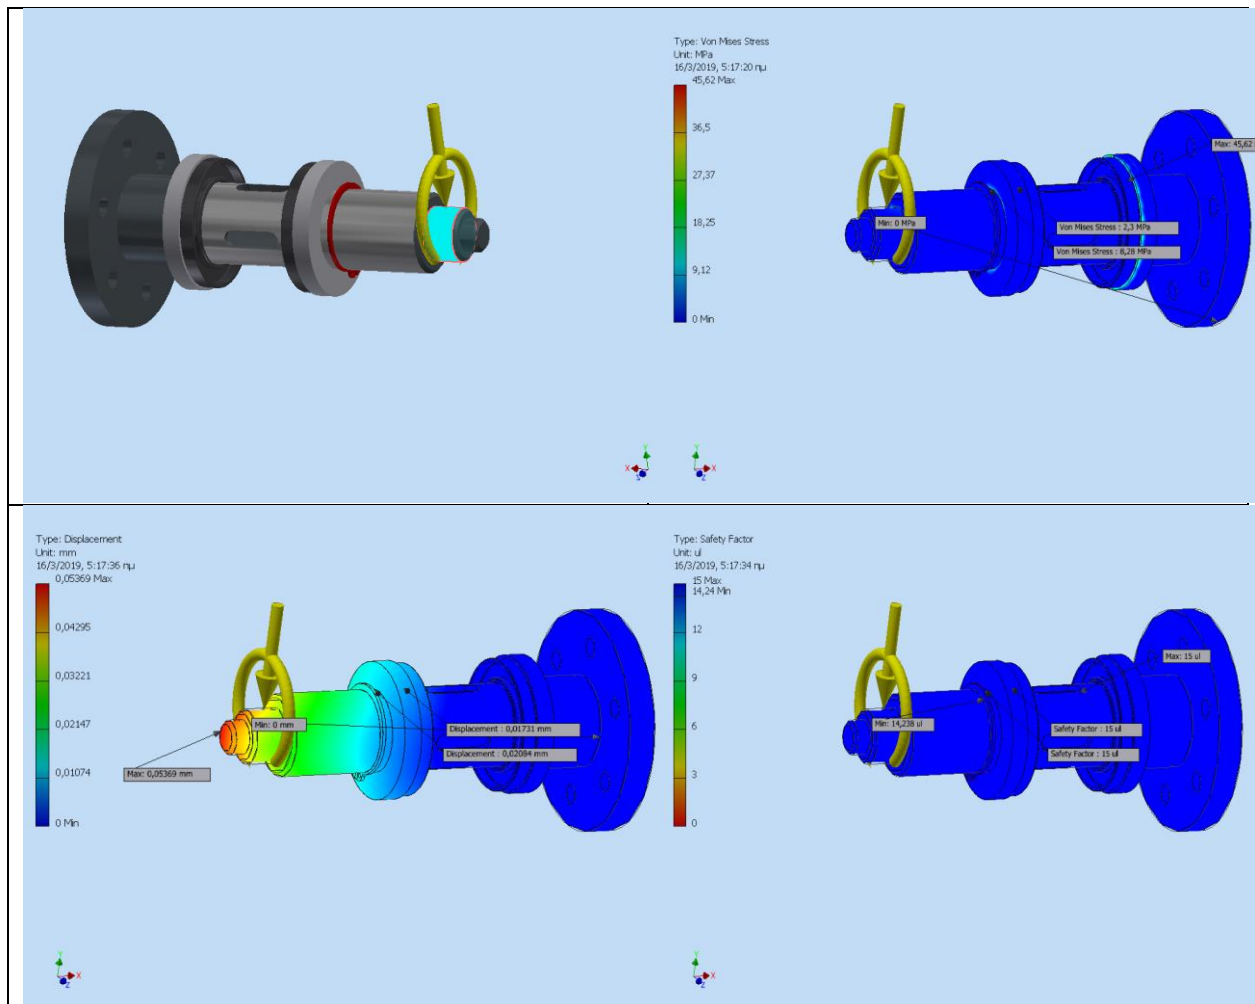 Type: Von Mises Stress
Unit: MPa
16/3/2019, 5:17:20 πμ
45,62 Max
36,5
27,37
18,25
9,12
0 Min
Max: 45,62
Min: 0 MPa
Von Mises Stress : 2,3 MPa
Von Mises Stress : 8,28 MPa
Y
X
Y
X
Z
Type: Displacement
Unit: mm
16/3/2019, 5:17:36 πμ
0,05369 Max
0,04295
0,03221
0,02147
0,01074
0 Min
Min: 0 mm
Displacement : 0,01731 mm
Displacement : 0,02084 mm
Max: 0,05369 mm
Y
X
Z
Type: Safety Factor
Unit: ul
16/3/2019, 5:17:34 πμ
15 Max
14,24 Min
12
9
6
3
0
Max: 15 ul
Min: 14,238 ul
Safety Factor : 15 ul
Safety Factor : 15 ul
Y
X
Z